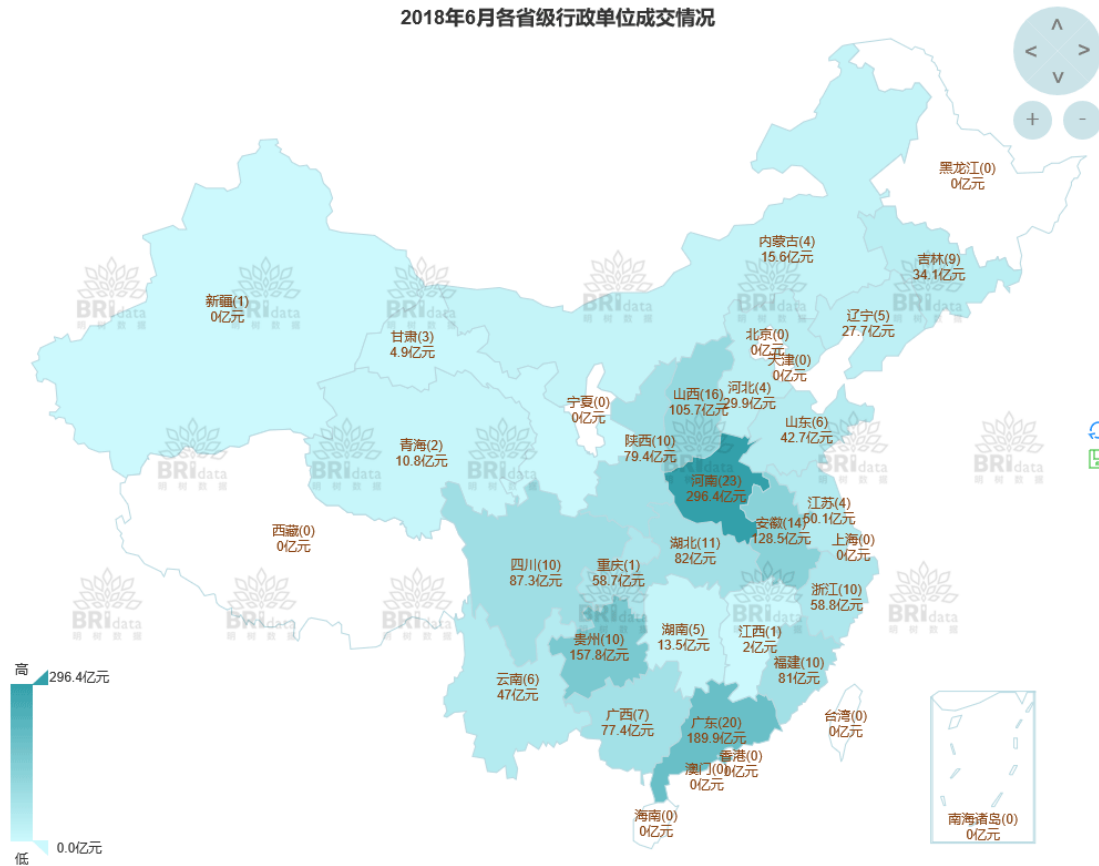 2018年6月各省级行政单位成交情况
黑龙江(0)
0亿元
内蒙古(4)
15.6亿元
吉林(9)
34.1亿元
新疆(1)
0亿元
辽宁(5)
27.7亿元
北京(0)
0亿元
甘肃(3)
4.9亿元
天津(0)
0亿元
宁夏(0)
0亿元
山西(16)
105.7亿元
河北(4)
29.9亿元
山东(6)
42.7亿元
青海(2)
10.8亿元
陕西(10)
79.4亿元
河南(23)
296.4亿元
江苏(4)
50.1亿元
安徽(14)
128.5亿元
西藏(0)
0亿元
上海(0)
0亿元
湖北(11)
82亿元
四川(10)
87.3亿元
重庆(1)
58.7亿元
浙江(10)
58.8亿元
贵州(10)
157.8亿元
湖南(5)
13.5亿元
江西(1)
2亿元
福建(10)
81亿元
云南(6)
47亿元
广西(7)
77.4亿元
广东(20)
189.9亿元
台湾(0)
0亿元
香港(0)
0亿元
澳门(0)
0亿元
海南(0)
0亿元
南海诸岛(0)
0亿元
高
296.4亿元
0.0亿元
低
BRIdata
明树数据